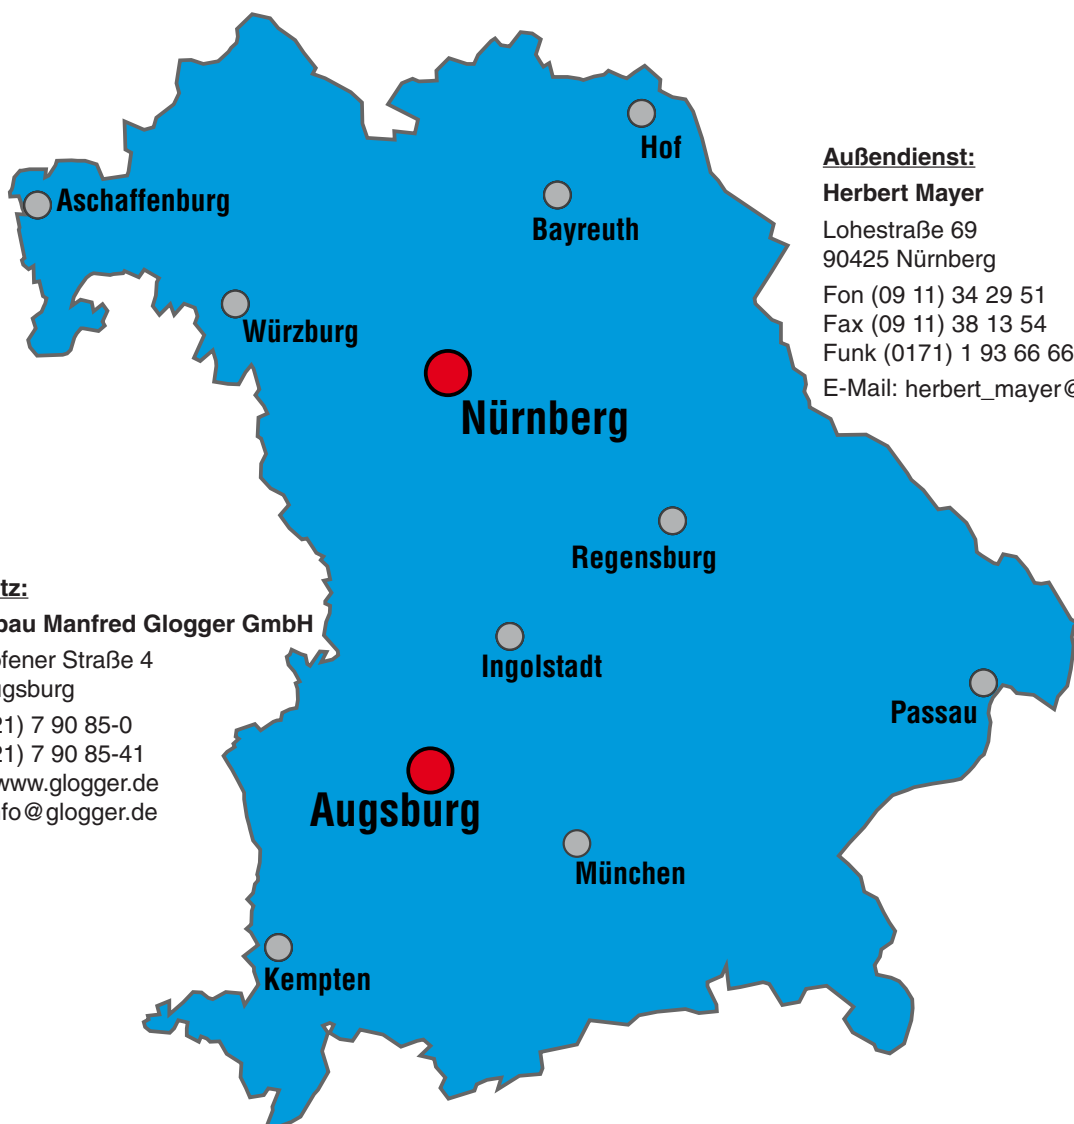 Hof
Aschaffenburg
Bayreuth
Würzburg
Nürnberg
Regensburg
Ingolstadt
Passau
Augsburg
München
Kempten
Außendienst:
Herbert Mayer
Lohestraße 69
90425 Nürnberg
Fon (09 11) 34 29 51
Fax (09 11) 38 13 54
Funk (0171) 1 93 66 66
E-Mail: herbert_mayer@
tz:
bau Manfred Glogger GmbH
fener Straße 4
gsburg
21) 7 90 85-0
21) 7 90 85-41
www.glogger.de
fo@glogger.de